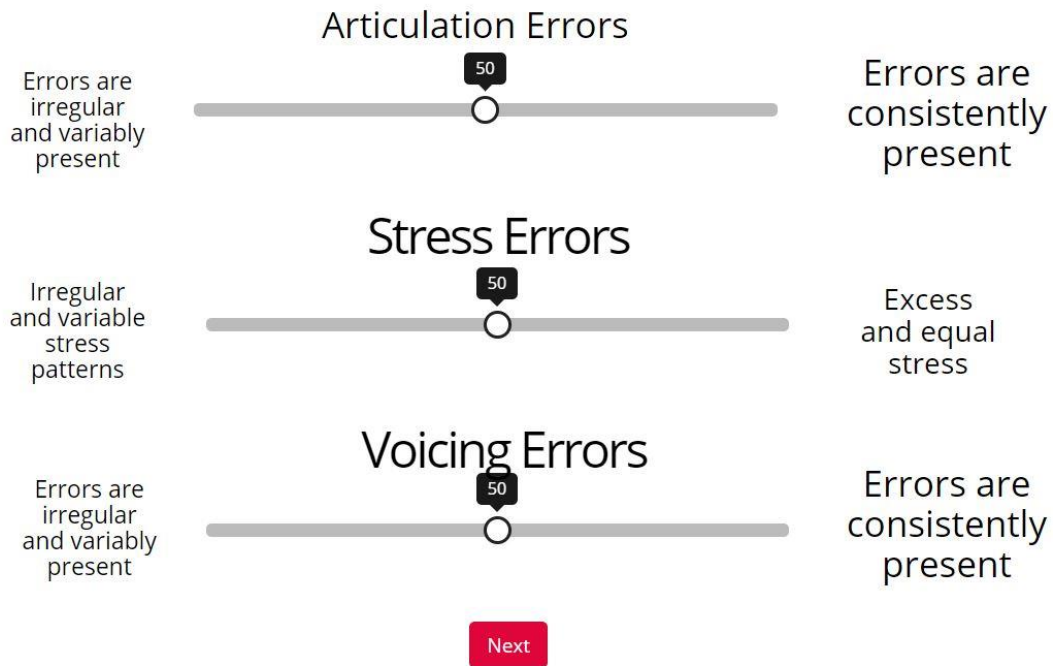 Articulation Errors
50
Errors are
irregular
and variably
present
Errors are
consistently
present
Stress Errors
50
Irregular
and variable
stress
patterns
Excess
and equal
stress
Voicing Errors
50
Errors are
irregular
and variably
present
Errors are
consistently
present
Next